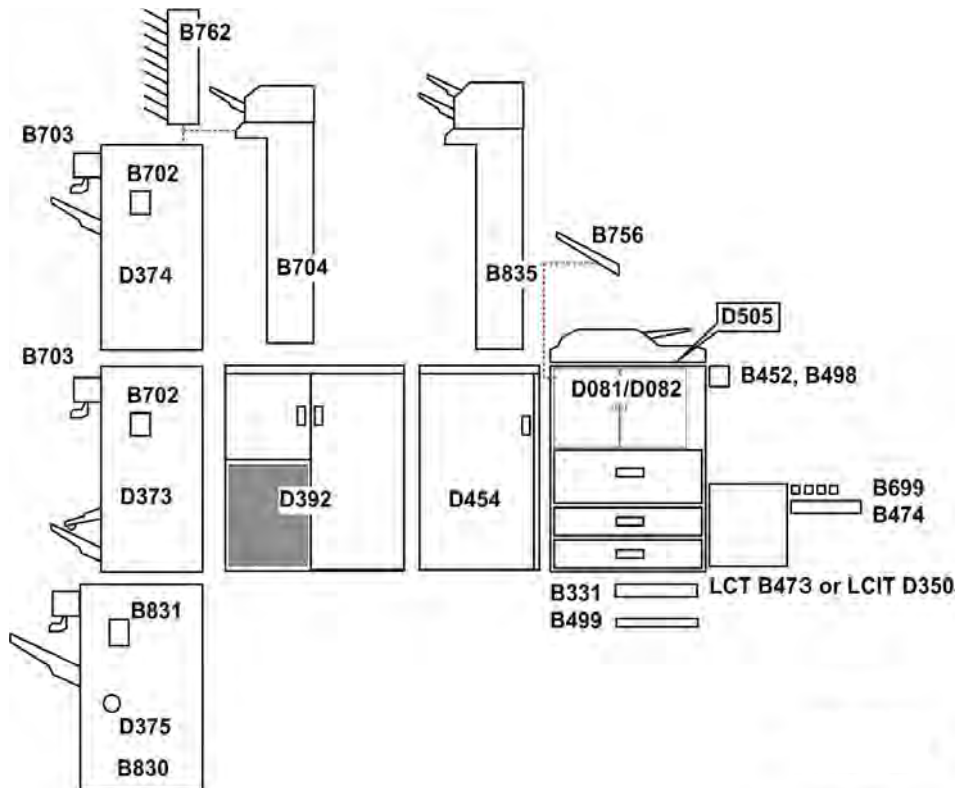 B762
B703
B702
D374
B704
B835
B756
D505
B703
B702
D373
D392
D454
D081/D082
B452, B498
B699
B474
LCT B473 or LCIT D350
B331
B499
B831
D375
B830